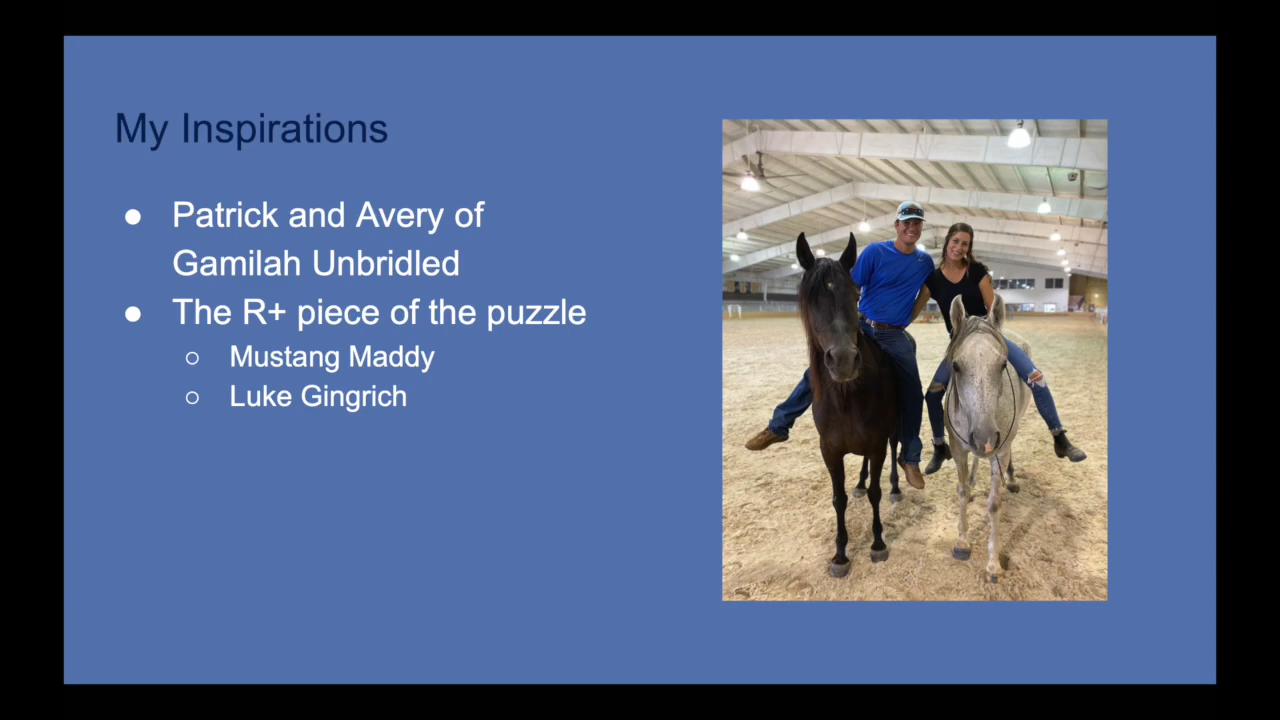 My Inspirations
● Patrick and Avery of
Gamilah Unbridled
● The R+ piece of the puzzle
○ Mustang Maddy
○ Luke Gingrich